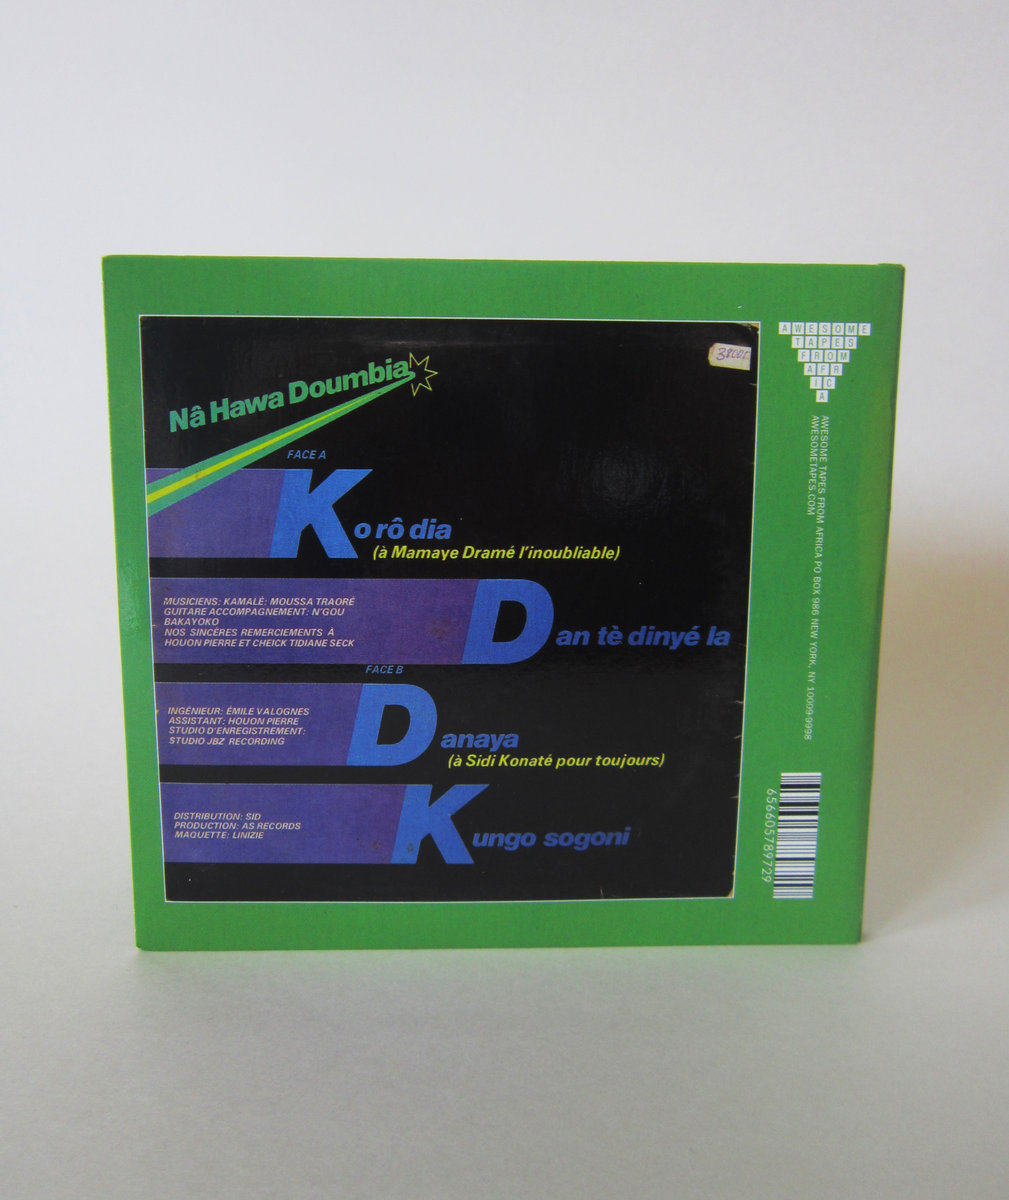 Nâ Hawa Doumbia
FACE A
Korô dia
(à Mamaye Dramé l'inoubliable)
MUSICIENS: KAMALÉ: MOUSSA TRAORÉ
GUITARE ACCOMPAGNEMENT: N'GOU
BAKAYOKO
NOS SINCÈRES REMERCIEMENTS À
HOUON PIERRE ET CHEICK TIDIANE SECK
Dan tè dinyé la
FACE B
INGÉNIEUR: ÉMILE VALOGNES
ASSISTANT: HOUON PIERRE
STUDIO D'ENREGISTREMENT:
STUDIO JBZ RECORDING
Danaya
(à Sidi Konaté pour toujours)
DISTRIBUTION: SID
PRODUCTION: AS RECORDS
MAQUETTE: LINIZIE
Kungo sogoni
AWESOME
TAPES
FROM
AFR
IC
A
AWESOME TAPES FROM AFRICA PO BOX 986 NEW YORK, NY 10009-9998
AWESOMETAPES.COM
656605789729